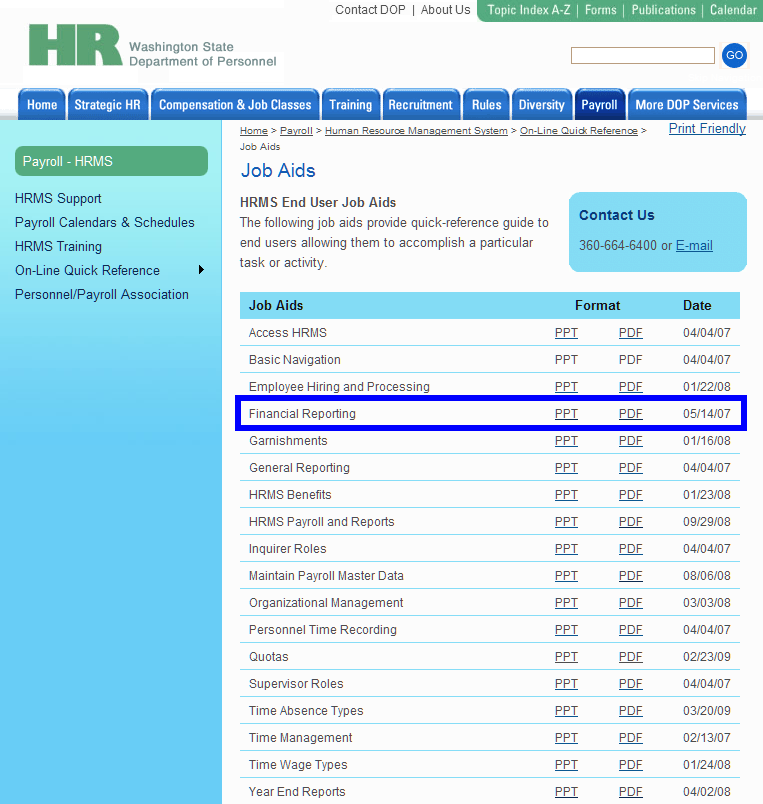 Contact DOP | About Us
Topic Index A-Z | Forms | Publications | Calendar
HR Washington State
Department of Personnel
GO
Home
Strategic HR
Compensation & Job Classes
Training
Recruitment
Rules
Diversity
Payroll
More DOP Services
Home > Payroll > Human Resource Management System > On-Line Quick Reference >
Job Aids
Print Friendly
Payroll - HRMS
HRMS Support
Payroll Calendars & Schedules
HRMS Training
On-Line Quick Reference
Personnel/Payroll Association
Job Aids
HRMS End User Job Aids
The following job aids provide quick-reference guide to
end users allowing them to accomplish a particular
task or activity.
Contact Us
360-664-6400 or E-mail
Job Aids Format Date
Access HRMS PPT PDF 04/04/07
Basic Navigation PPT PDF 04/04/07
Employee Hiring and Processing PPT PDF 01/22/08
Financial Reporting PPT PDF 05/14/07
Garnishments PPT PDF 01/16/08
General Reporting PPT PDF 04/04/07
HRMS Benefits PPT PDF 01/23/08
HRMS Payroll and Reports PPT PDF 09/29/08
Inquirer Roles PPT PDF 04/04/07
Maintain Payroll Master Data PPT PDF 08/06/08
Organizational Management PPT PDF 03/03/08
Personnel Time Recording PPT PDF 04/04/07
Quotas PPT PDF 02/23/09
Supervisor Roles PPT PDF 04/04/07
Time Absence Types PPT PDF 03/20/09
Time Management PPT PDF 02/13/07
Time Wage Types PPT PDF 01/24/08
Year End Reports PPT PDF 04/02/08